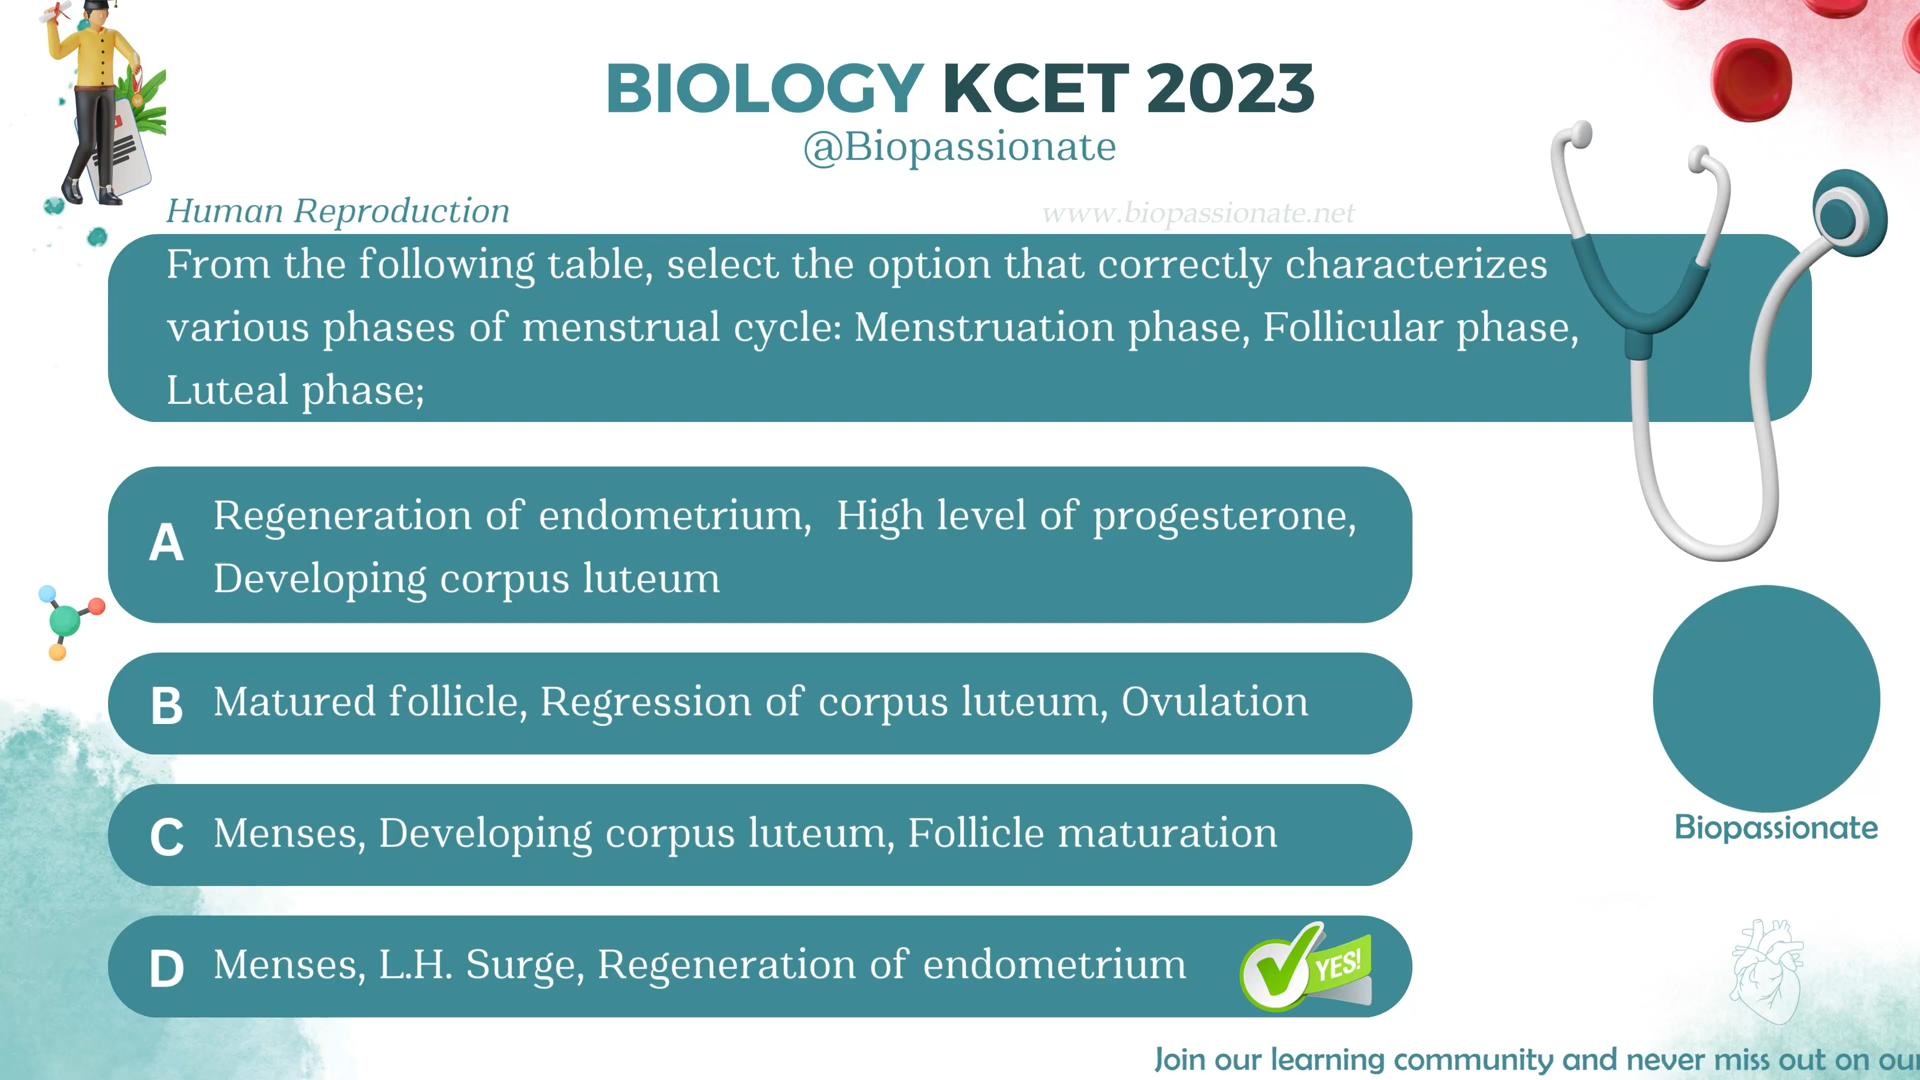 BIOLOGY KCET 2023
@Biopassionate
Human Reproduction
www.biopassionate.net
From the following table, select the option that correctly characterizes
various phases of menstrual cycle: Menstruation phase, Follicular phase,
Luteal phase;
A Regeneration of endometrium, High level of progesterone,
Developing corpus luteum
B Matured follicle, Regression of corpus luteum, Ovulation
C Menses, Developing corpus luteum, Follicle maturation
D Menses, L.H. Surge, Regeneration of endometrium
YES!
Biopassionate
Join our learning community and never miss out on our